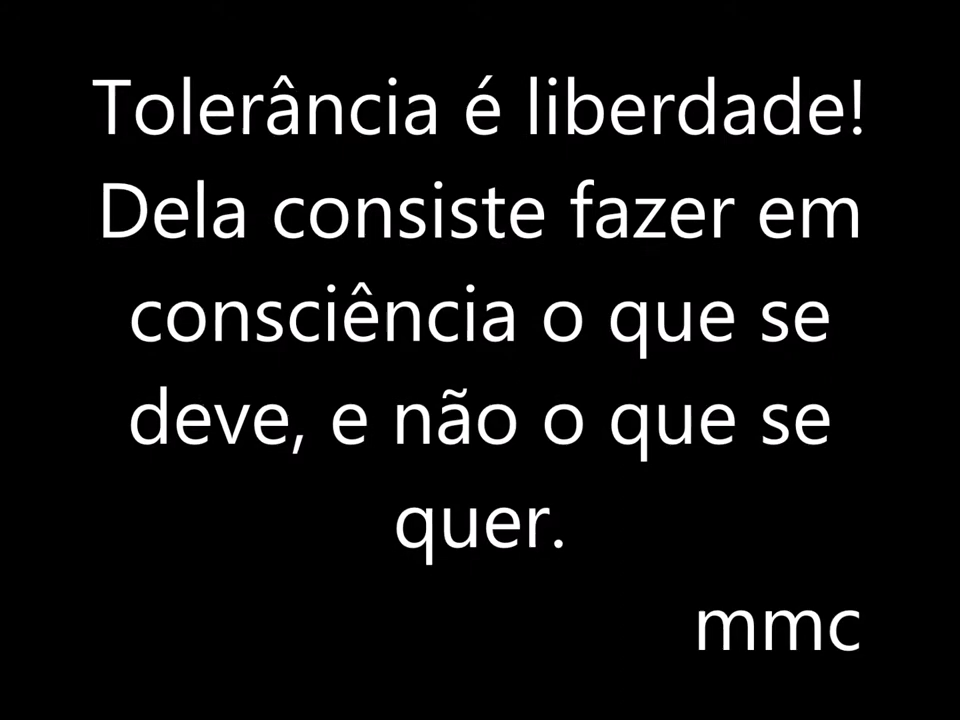 Tolerância é liberdade!
Dela consiste fazer em
consciência o que se
deve, e não o que se
quer.
mmc